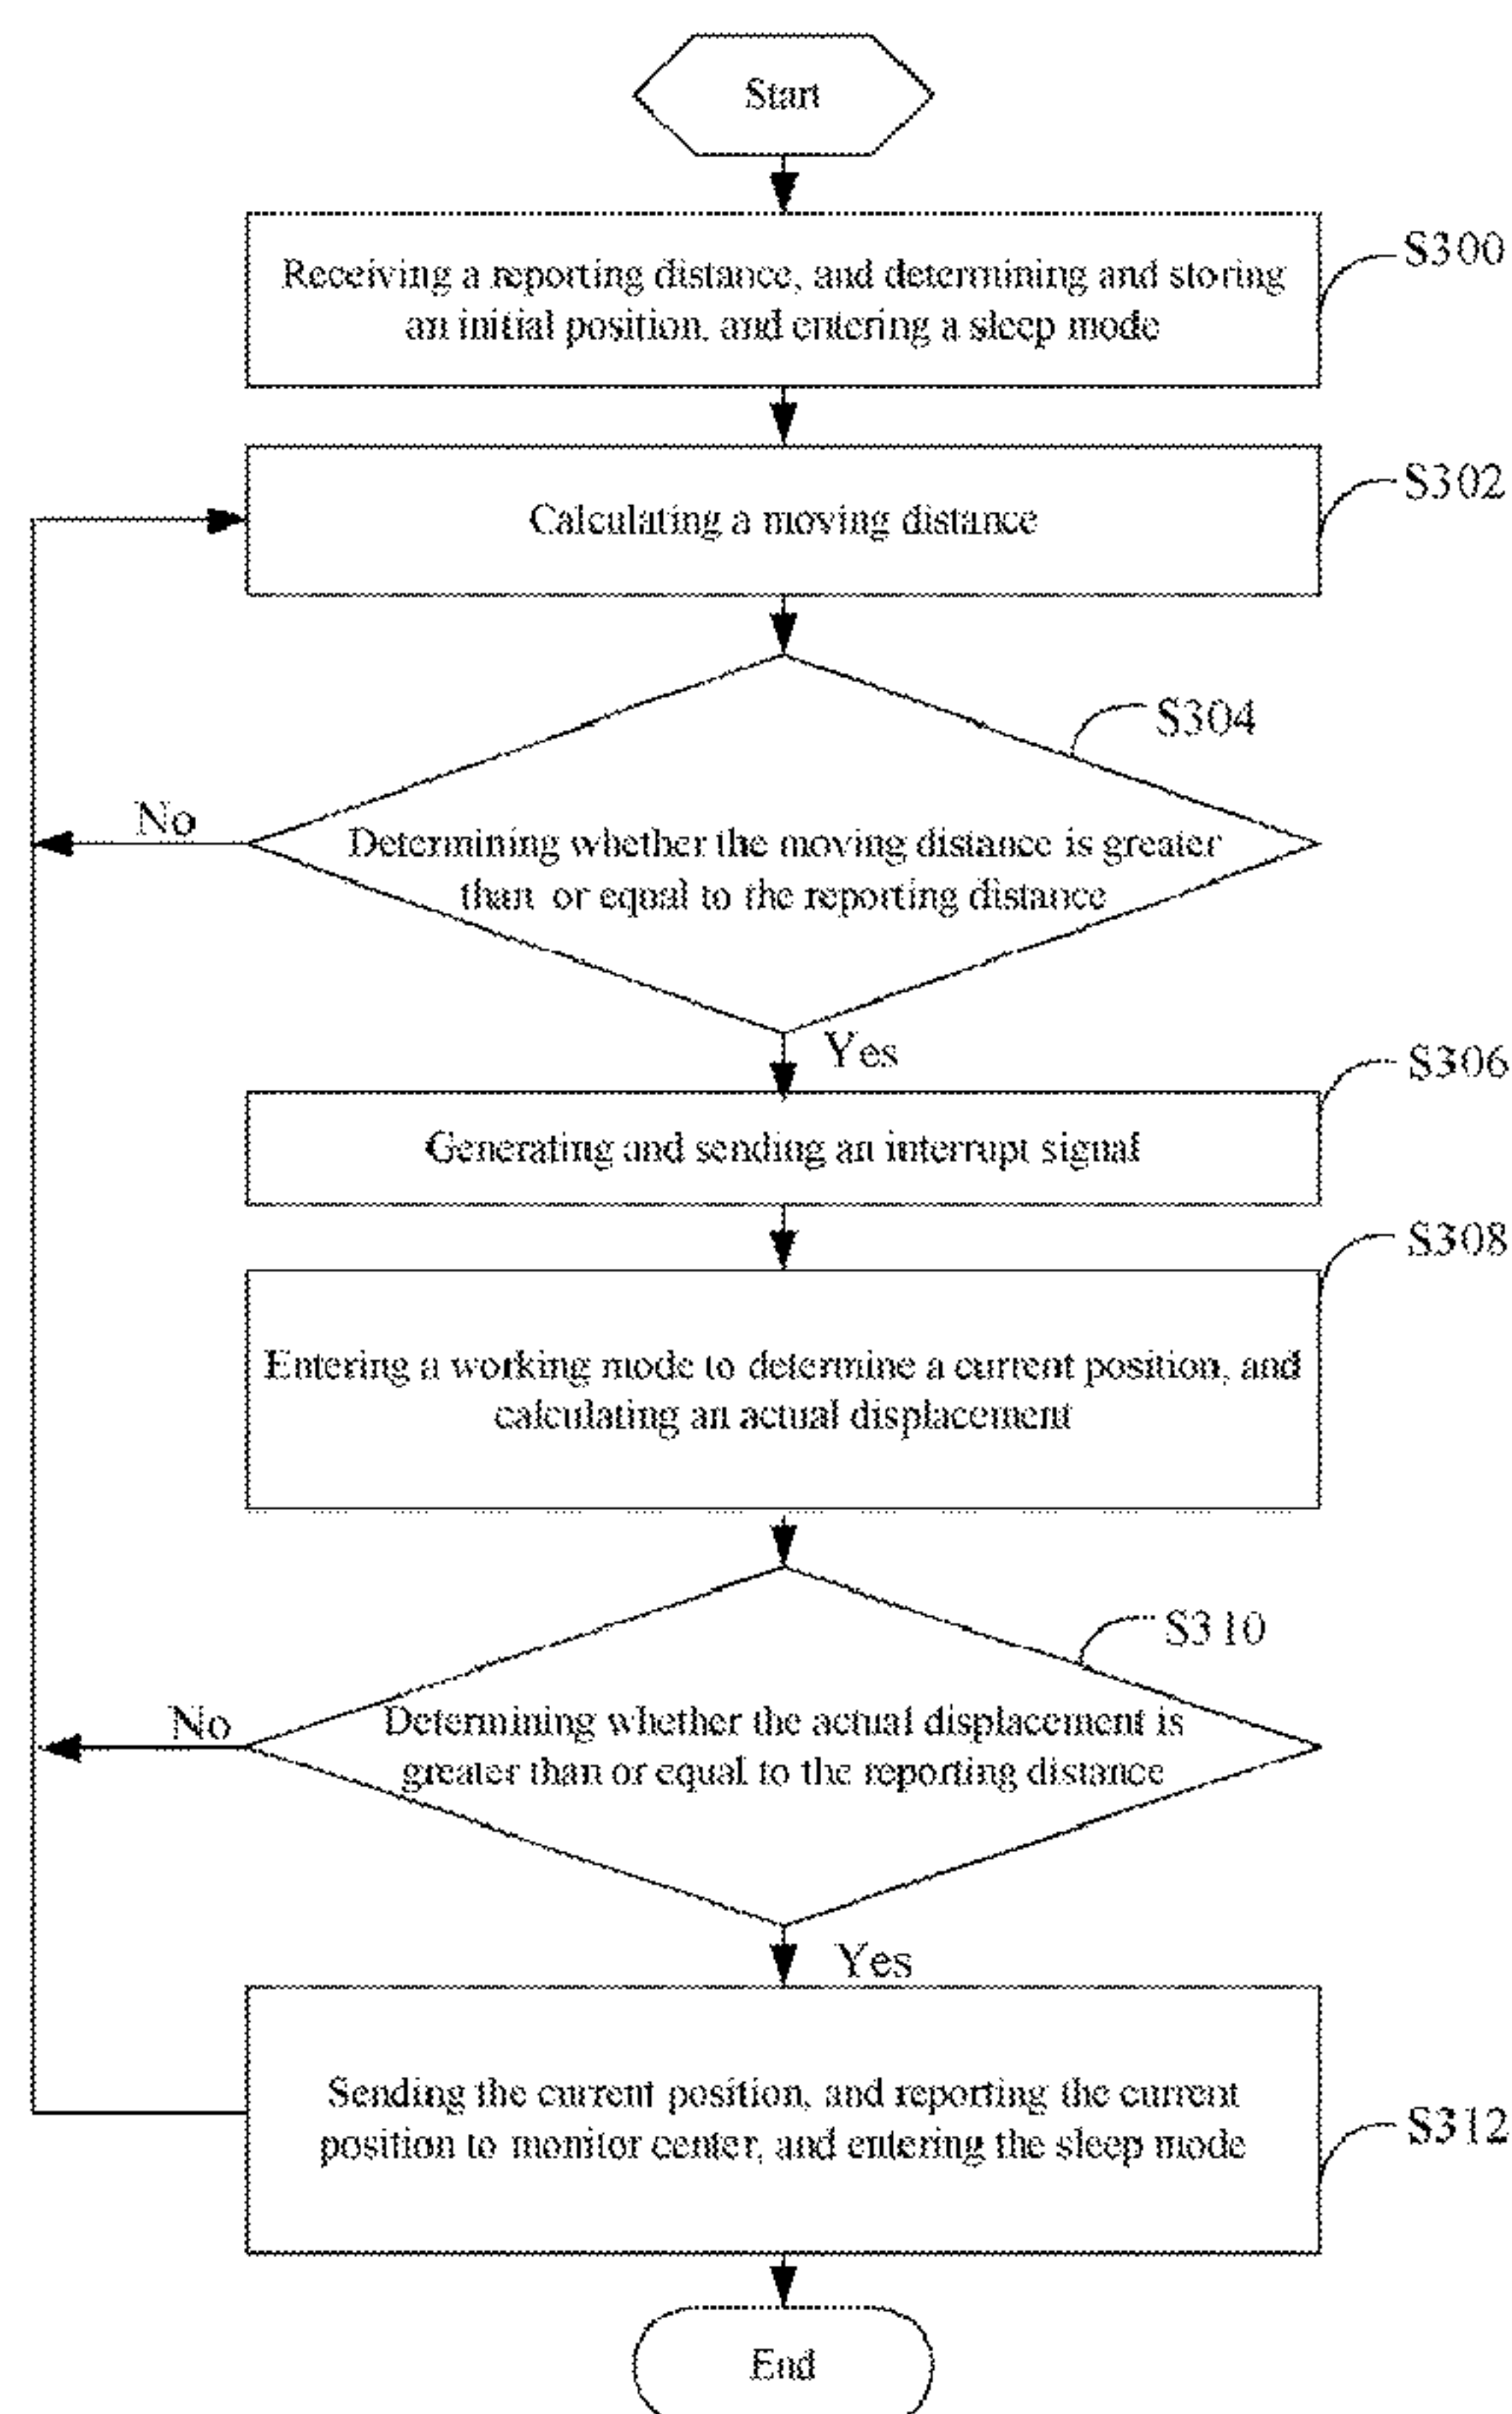 Start
S300
Receiving a reporting distance, and determining and storing
an initial position, and entering a sleep mode
S302
Calculating a moving distance
S304
No
Determining whether the moving distance is greater
than or equal to the reporting distance
Yes
S306
Generating and sending an interrupt signal
S308
Entering a working mode to determine a current position, and
calculating an actual displacement
S310
No
Determining whether the actual displacement is
greater than or equal to the reporting distance
Yes
Sending the current position, and reporting the current
position to monitor center, and entering the sleep mode
S312
End